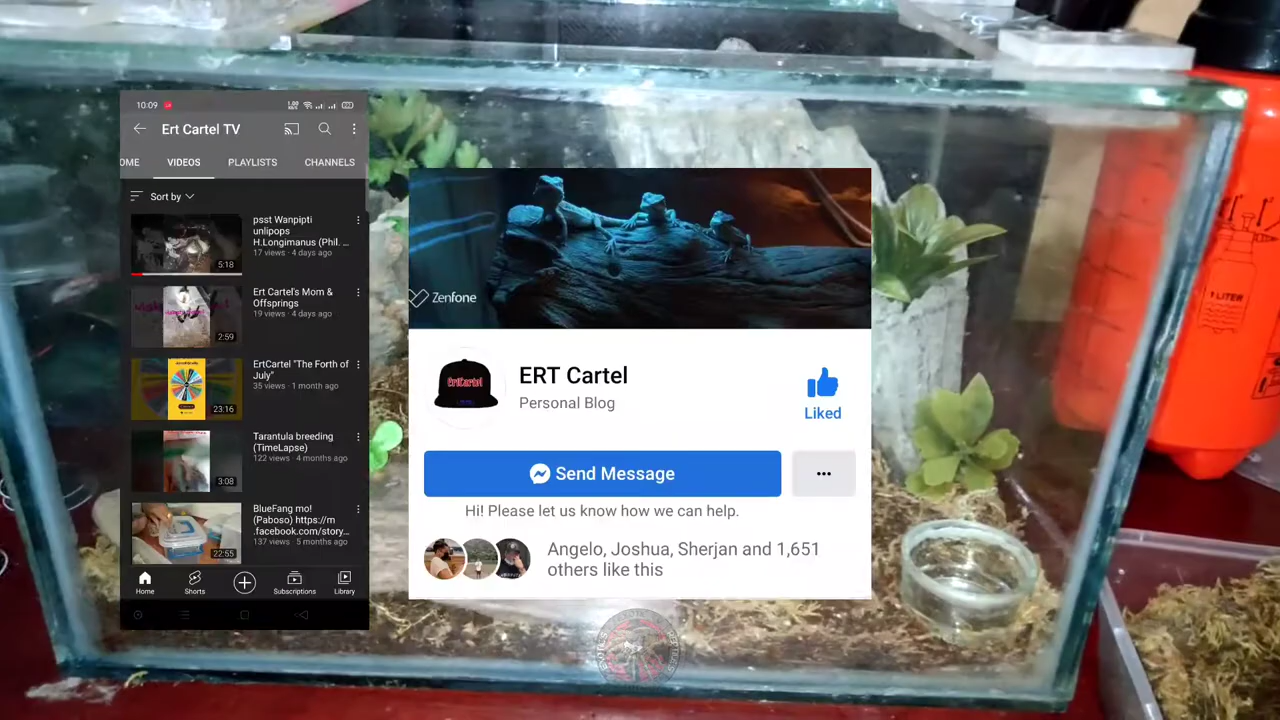 10:09
Ert Cartel TV
OME VIDEOS PLAYLISTS CHANNELS
Sort by
psst Wanpipti
unlipops
H.Longimanus (Phil. ...
17 views · 4 days ago
5:18
Ert Cartel's Mom &
Offsprings
19 views · 4 days ago
2:59
ErtCartel "The Forth of
July"
35 views · 1 month ago
23:16
Tarantula breeding
(TimeLapse)
122 views · 4 months ago
3:08
BlueFang mo!
(Paboso) https://m
.facebook.com/story...
137 views · 5 months ago
22:55
Home Shorts Subscriptions Library
Zenfone
ErtCartel
ERT Cartel
Personal Blog
Liked
Send Message
Hi! Please let us know how we can help.
Angelo, Joshua, Sherjan and 1,651
others like this
1 LITER